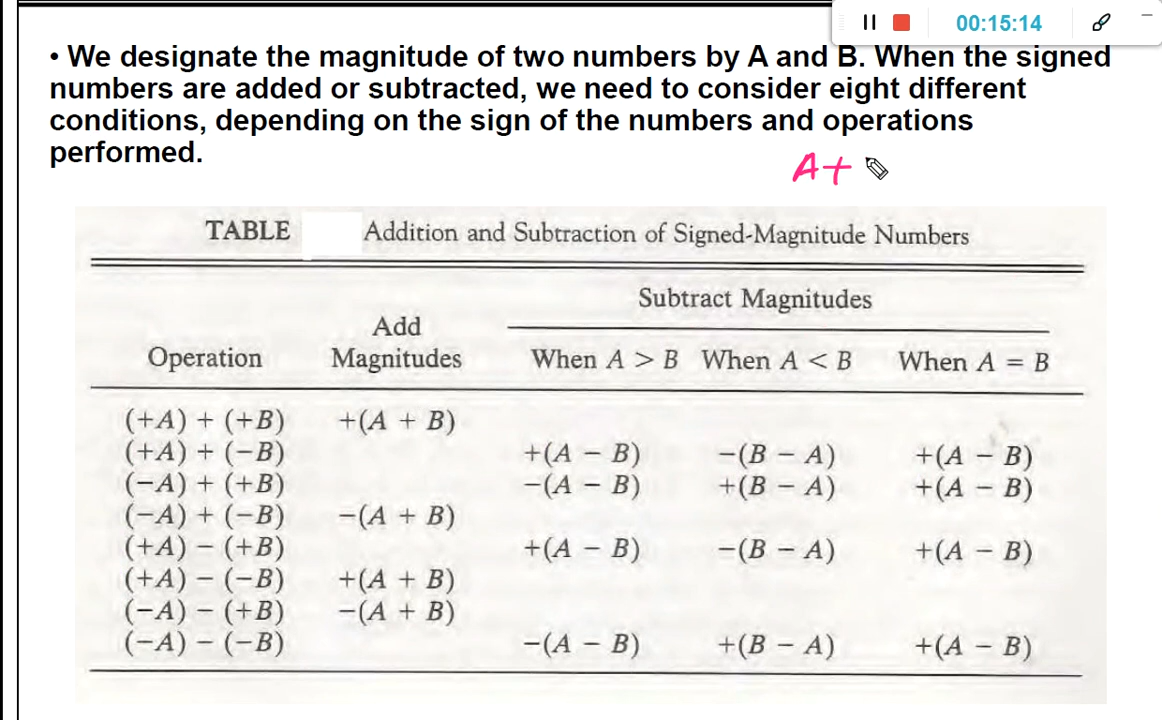 00:15:14
• We designate the magnitude of two numbers by A and B. When the signed
numbers are added or subtracted, we need to consider eight different
conditions, depending on the sign of the numbers and operations
performed.
A+
TABLE Addition and Subtraction of Signed-Magnitude Numbers
Subtract Magnitudes
Add
Operation Magnitudes When A > B When A < B When A = B
(+A) + (+B) +(A + B)
(+A) + (−B) +(A − B) −(B − A) +(A − B)
(−A) + (+B) −(A − B) +(B − A) +(A − B)
(−A) + (−B) −(A + B)
(+A) − (+B) +(A − B) −(B − A) +(A − B)
(+A) − (−B) +(A + B)
(−A) − (+B) −(A + B)
(−A) − (−B) −(A − B) +(B − A) +(A − B)